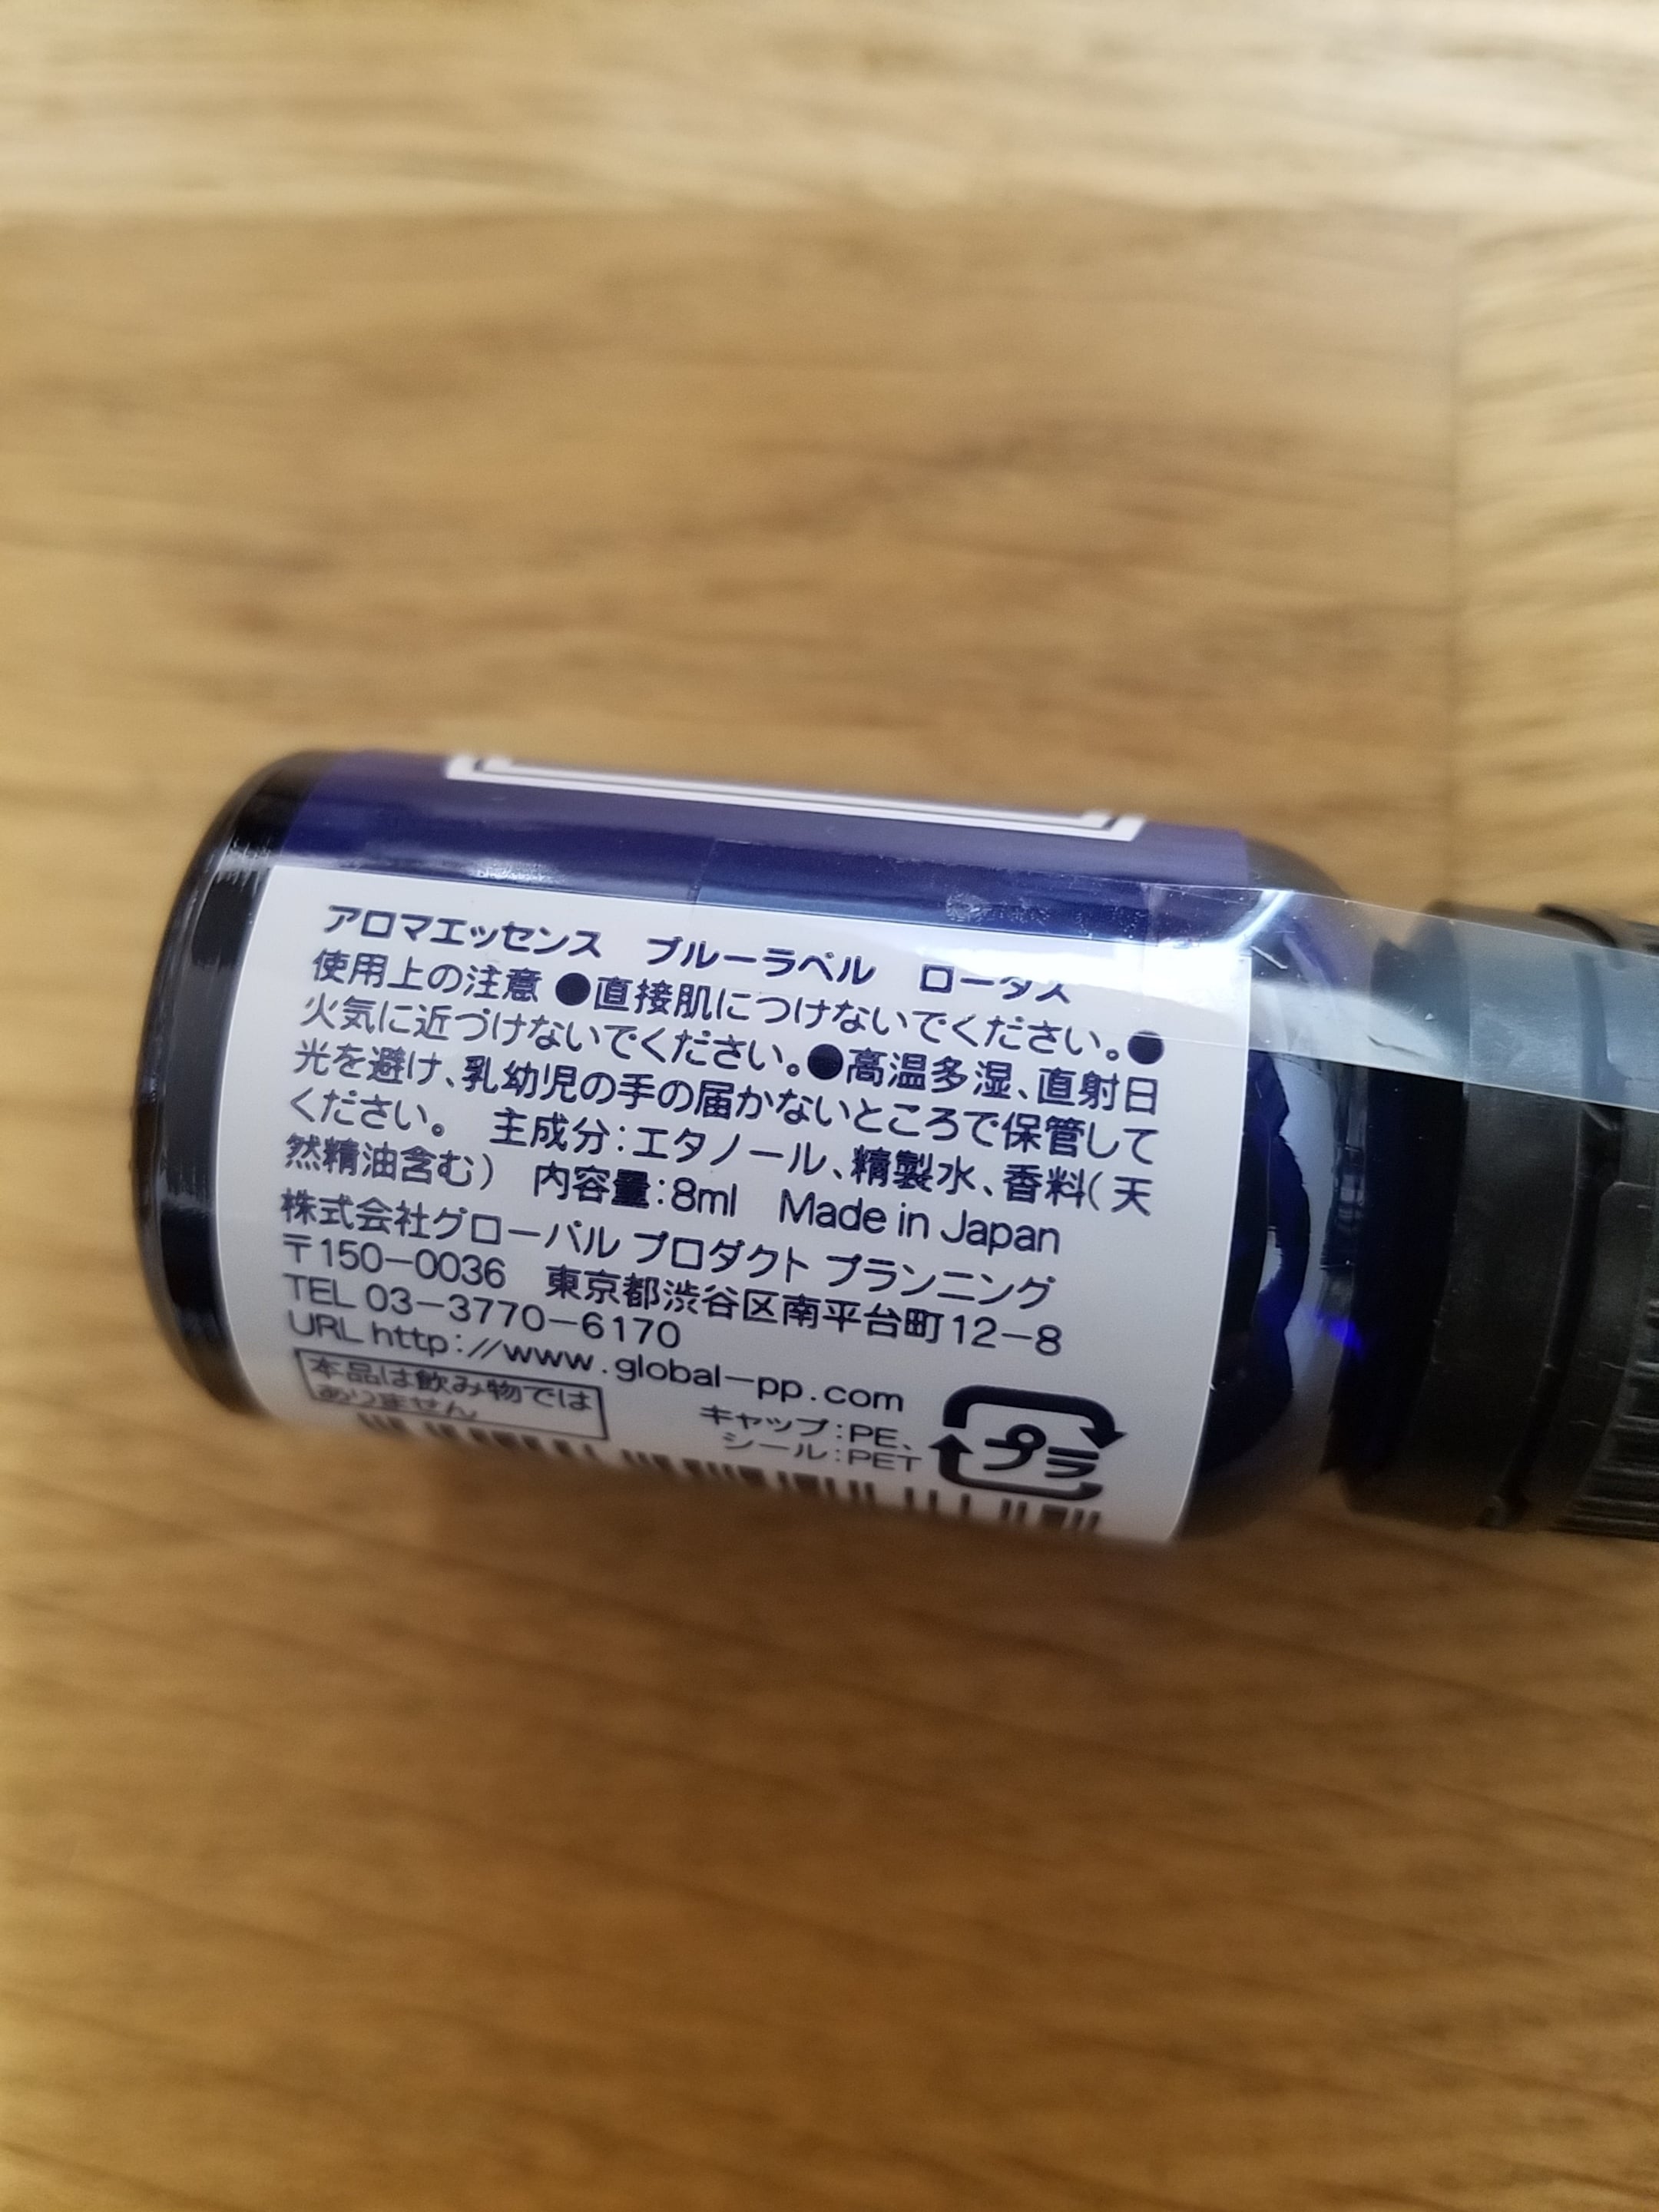 アロマエッセンス　ブルーラベル　ロータス
使用上の注意 ●直接肌につけないでください。●
火気に近づけないでください。●高温多湿、直射日
光を避け、乳幼児の手の届かないところで保管して
ください。　主成分：エタノール、精製水、香料（天
然精油含む）　内容量：8ml　Made in Japan
株式会社グローバル プロダクト プランニング
〒150−0036　東京都渋谷区南平台町12−8
TEL 03−3770−6170
URL http://www.global−pp.com
本品は飲み物では
ありません
キャップ：PE、
シール：PET
プラ